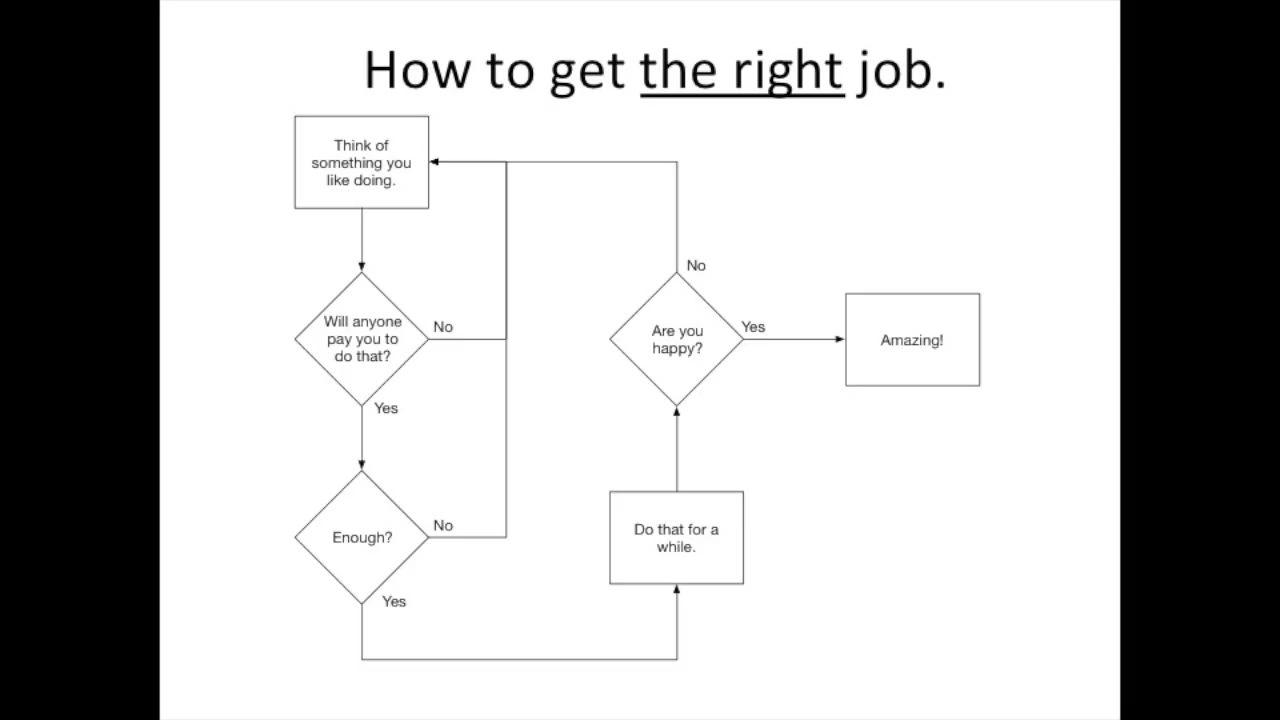 How to get the right job.
Think of
something you
like doing.
Will anyone
pay you to
do that?
No
Yes
Enough?
No
Yes
Do that for a
while.
Are you
happy?
No
Yes
Amazing!